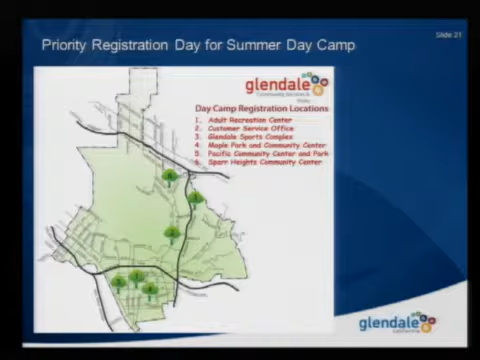 Slide 21
Priority Registration Day for Summer Day Camp
glendale
Community Services &
Parks
Day Camp Registration Locations
1. Adult Recreation Center
2. Customer Service Office
3. Glendale Sports Complex
4. Maple Park and Community Center
5. Pacific Community Center and Park
6. Sparr Heights Community Center
glendale
california